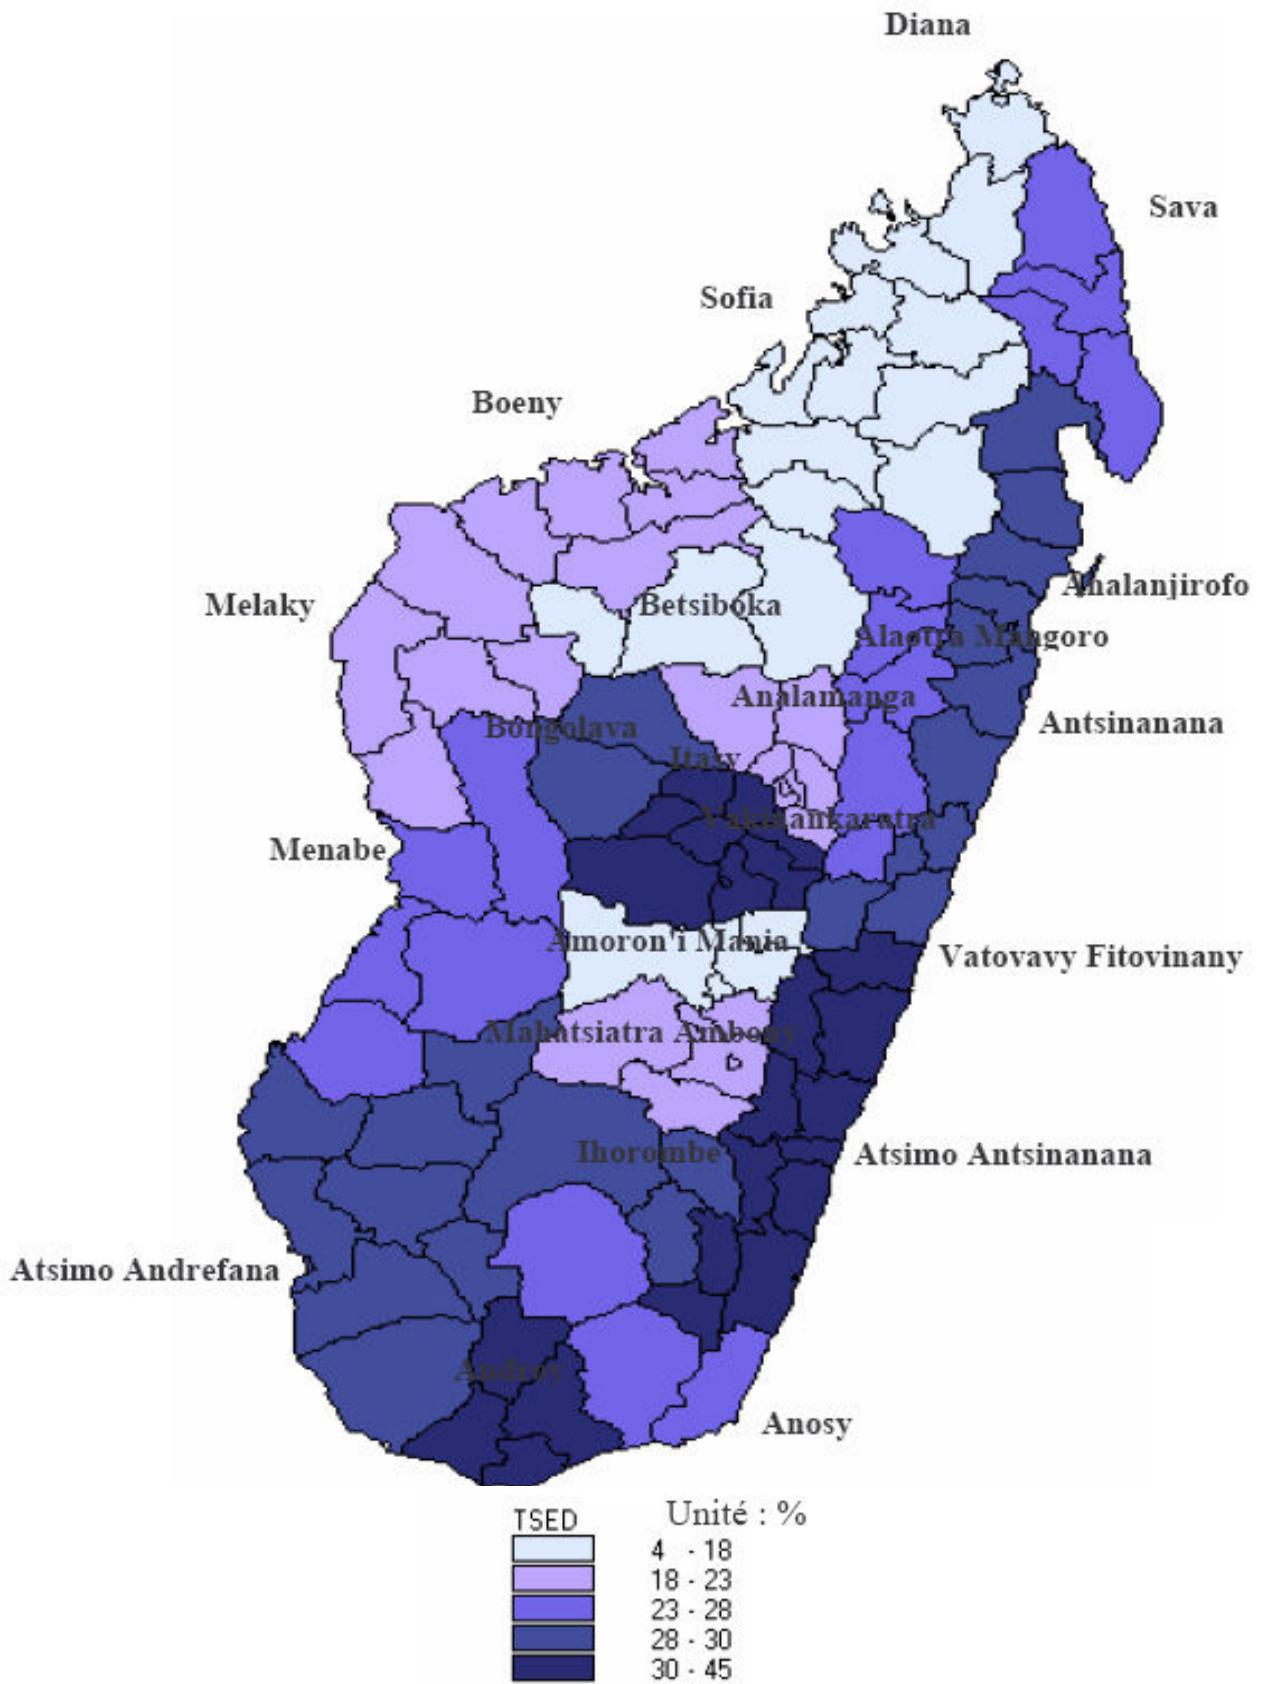 Diana
Sava
Sofia
Boeny
Analanjirofo
Melaky
Betsiboka
Alaotra Mangoro
Analamanga
Antsinanana
Bongolava
Itasy
Vakinankaratra
Menabe
Amoron'i Mania
Vatovavy Fitovinany
Mahatsiatra Ambony
Ihorombe
Atsimo Antsinanana
Atsimo Andrefana
Androy
Anosy
TSED Unité : %
4 - 18
18 - 23
23 - 28
28 - 30
30 - 45